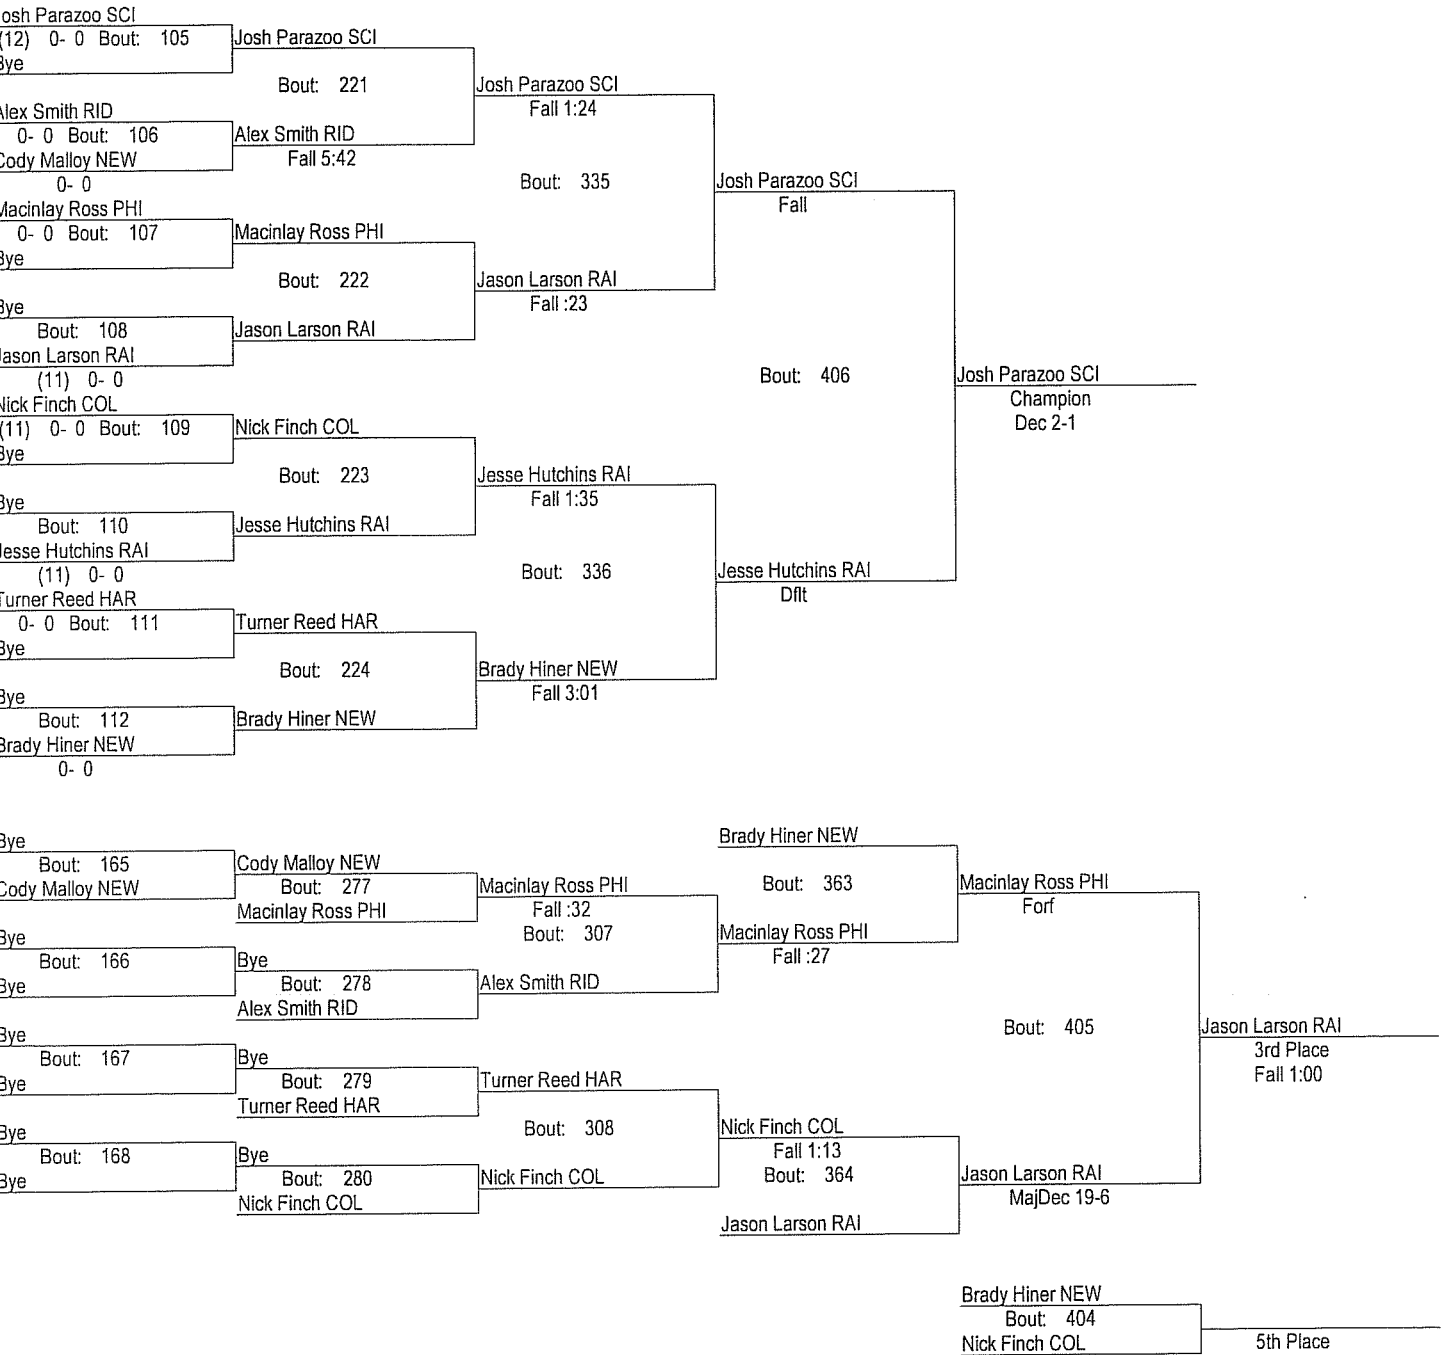 Josh Parazoo SCI
(12) 0- 0 Bout: 105
Bye
Josh Parazoo SCI
Bout: 221
Alex Smith RID
0- 0 Bout: 106
Cody Malloy NEW
0- 0
Alex Smith RID
Fall 5:42
Josh Parazoo SCI
Fall 1:24
Bout: 335
Macinlay Ross PHI
0- 0 Bout: 107
Bye
Macinlay Ross PHI
Bout: 222
Bye
Bout: 108
Jason Larson RAI
(11) 0- 0
Jason Larson RAI
Jason Larson RAI
Fall :23
Josh Parazoo SCI
Fall
Bout: 406
Nick Finch COL
(11) 0- 0 Bout: 109
Bye
Nick Finch COL
Bout: 223
Bye
Bout: 110
Jesse Hutchins RAI
(11) 0- 0
Jesse Hutchins RAI
Jesse Hutchins RAI
Fall 1:35
Bout: 336
Turner Reed HAR
0- 0 Bout: 111
Bye
Turner Reed HAR
Bout: 224
Bye
Bout: 112
Brady Hiner NEW
0- 0
Brady Hiner NEW
Brady Hiner NEW
Fall 3:01
Jesse Hutchins RAI
Dflt
Josh Parazoo SCI
Champion
Dec 2-1
Bye
Bout: 165
Cody Malloy NEW
Cody Malloy NEW
Bout: 277
Macinlay Ross PHI
Macinlay Ross PHI
Fall :32
Bout: 307
Bye
Bout: 166
Bye
Bye
Bout: 278
Alex Smith RID
Alex Smith RID
Brady Hiner NEW
Bout: 363
Macinlay Ross PHI
Fall :27
Macinlay Ross PHI
Forf
Bout: 405
Bye
Bout: 167
Bye
Bye
Bout: 279
Turner Reed HAR
Turner Reed HAR
Bout: 308
Bye
Bout: 168
Bye
Bye
Bout: 280
Nick Finch COL
Nick Finch COL
Nick Finch COL
Fall 1:13
Bout: 364
Jason Larson RAI
Jason Larson RAI
MajDec 19-6
Jason Larson RAI
3rd Place
Fall 1:00
Brady Hiner NEW
Bout: 404
Nick Finch COL
5th Place